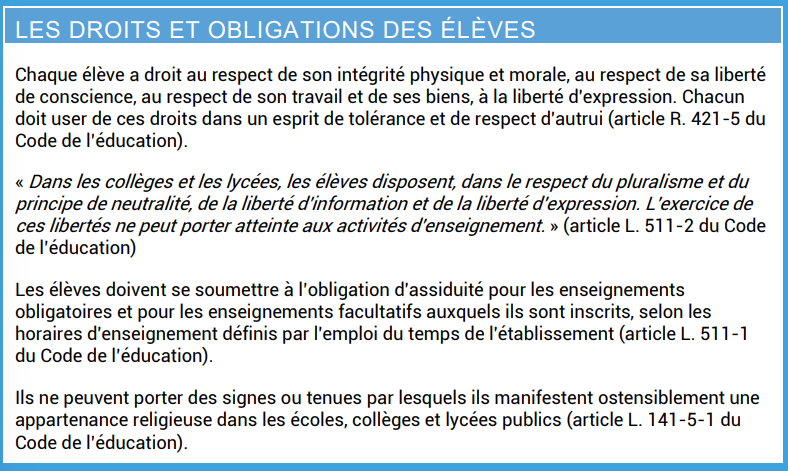 LES DROITS ET OBLIGATIONS DES ÉLÈVES
Chaque élève a droit au respect de son intégrité physique et morale, au respect de sa liberté
de conscience, au respect de son travail et de ses biens, à la liberté d'expression. Chacun
doit user de ces droits dans un esprit de tolérance et de respect d'autrui (article R. 421-5 du
Code de l'éducation).
« Dans les collèges et les lycées, les élèves disposent, dans le respect du pluralisme et du
principe de neutralité, de la liberté d'information et de la liberté d'expression. L'exercice de
ces libertés ne peut porter atteinte aux activités d'enseignement. » (article L. 511-2 du Code
de l'éducation)
Les élèves doivent se soumettre à l'obligation d'assiduité pour les enseignements
obligatoires et pour les enseignements facultatifs auxquels ils sont inscrits, selon les
horaires d'enseignement définis par l'emploi du temps de l'établissement (article L. 511-1
du Code de l'éducation).
Ils ne peuvent porter des signes ou tenues par lesquels ils manifestent ostensiblement une
appartenance religieuse dans les écoles, collèges et lycées publics (article L. 141-5-1 du
Code de l'éducation).